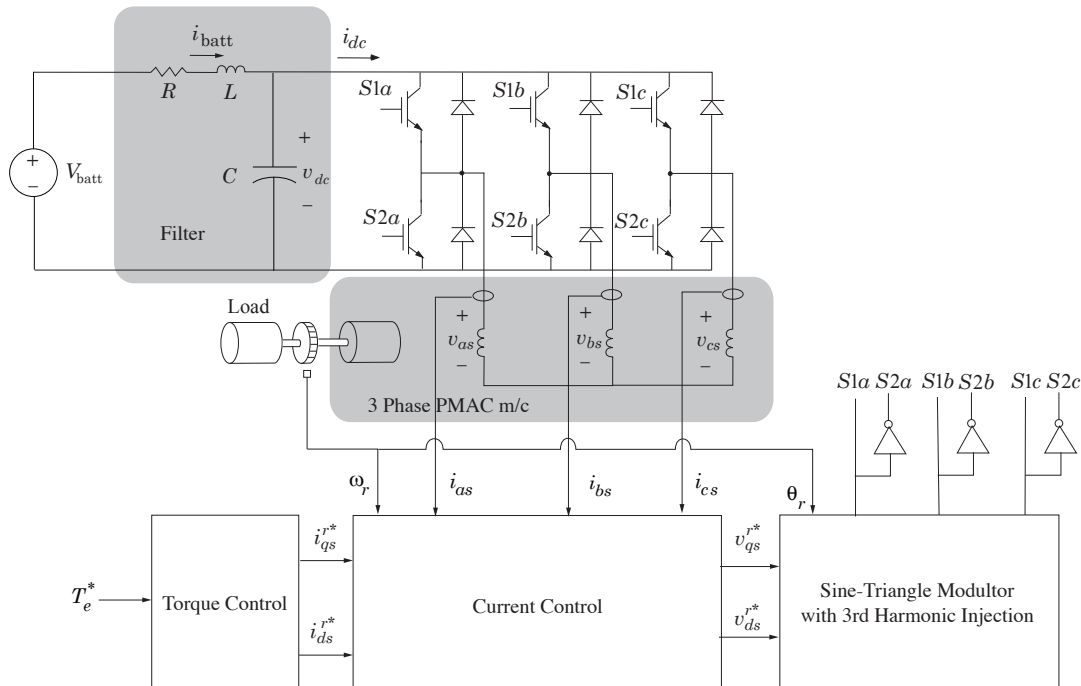 i_batt
i_dc
R
L
S1a
S1b
S1c
+
−
V_batt
C
+
v_dc
−
S2a
S2b
S2c
Filter
Load
+
v_as
−
+
v_bs
−
+
v_cs
−
3 Phase PMAC m/c
S1a
S2a
S1b
S2b
S1c
S2c
ω_r
i_as
i_bs
i_cs
θ_r
T_e^*
Torque Control
i_qs^r*
i_ds^r*
Current Control
v_qs^r*
v_ds^r*
Sine-Triangle Modultor
with 3rd Harmonic Injection